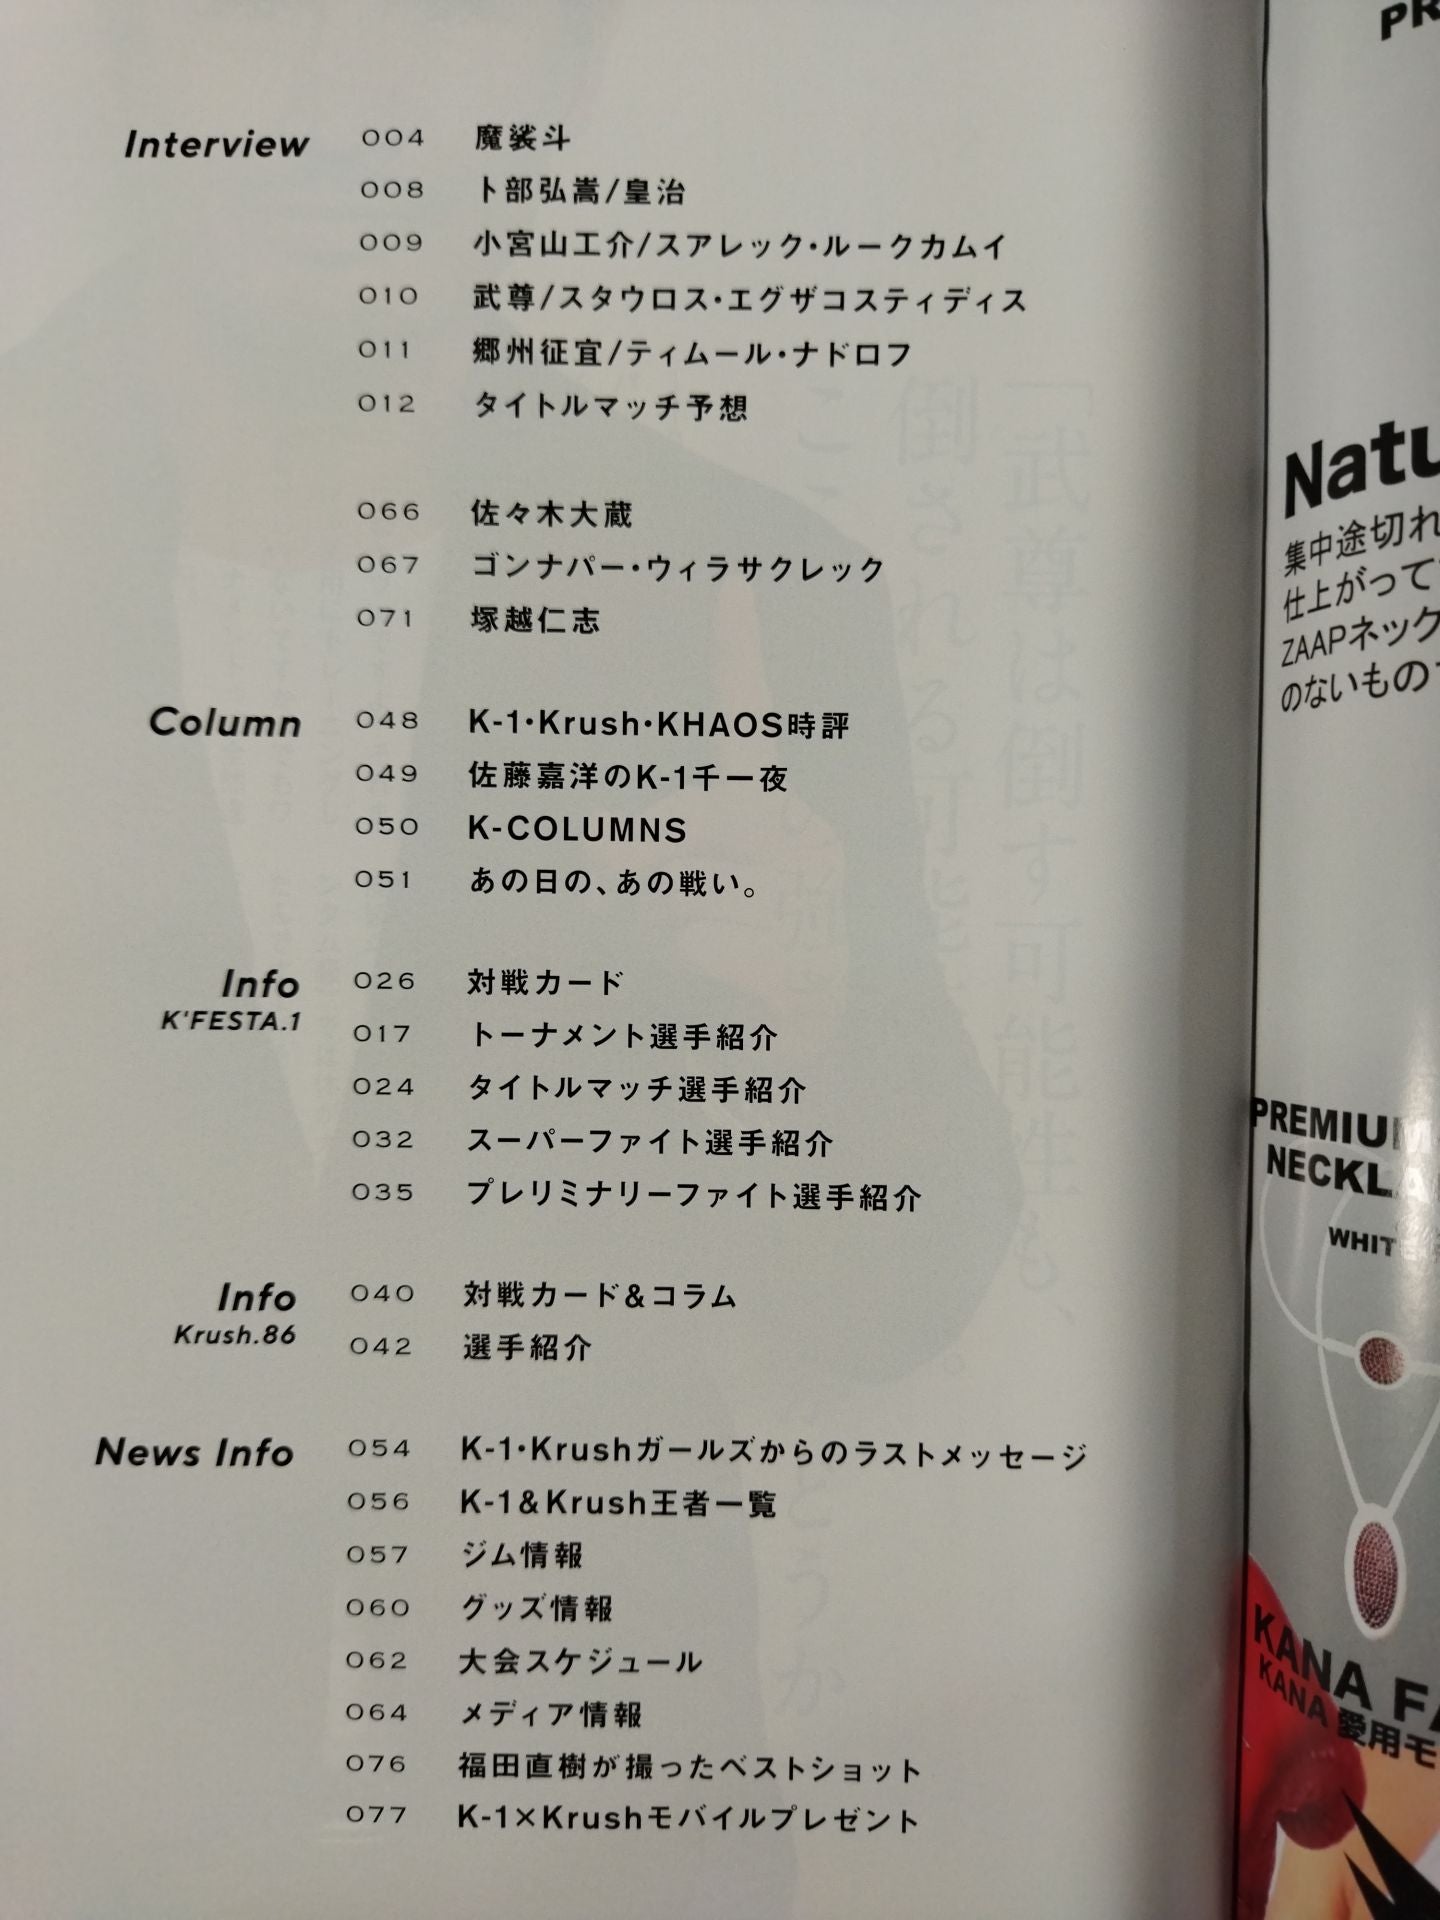 Interview
004 魔裟斗
008 卜部弘嵩/皇治
009 小宮山工介/スアレック・ルークカムイ
010 武尊/スタウロス・エグザコスティディス
011 郷州征宜/ティムール・ナドロフ
012 タイトルマッチ予想
066 佐々木大蔵
067 ゴンナパー・ウィラサクレック
071 塚越仁志
Column
048 K-1・Krush・KHAOS時評
049 佐藤嘉洋のK-1千一夜
050 K-COLUMNS
051 あの日の、あの戦い。
Info
K'FESTA.1
026 対戦カード
017 トーナメント選手紹介
024 タイトルマッチ選手紹介
032 スーパーファイト選手紹介
035 プレリミナリーファイト選手紹介
Info
Krush.86
040 対戦カード&コラム
042 選手紹介
News Info
054 K-1・Krushガールズからのラストメッセージ
056 K-1&Krush王者一覧
057 ジム情報
060 グッズ情報
062 大会スケジュール
064 メディア情報
076 福田直樹が撮ったベストショット
077 K-1×Krushモバイルプレゼント
PR
Natu
集中途切れ
仕上がって
ZAAPネック
のないもの
PREMIUM
NECKL
WHIT
KANA FA
KANA 愛用モ